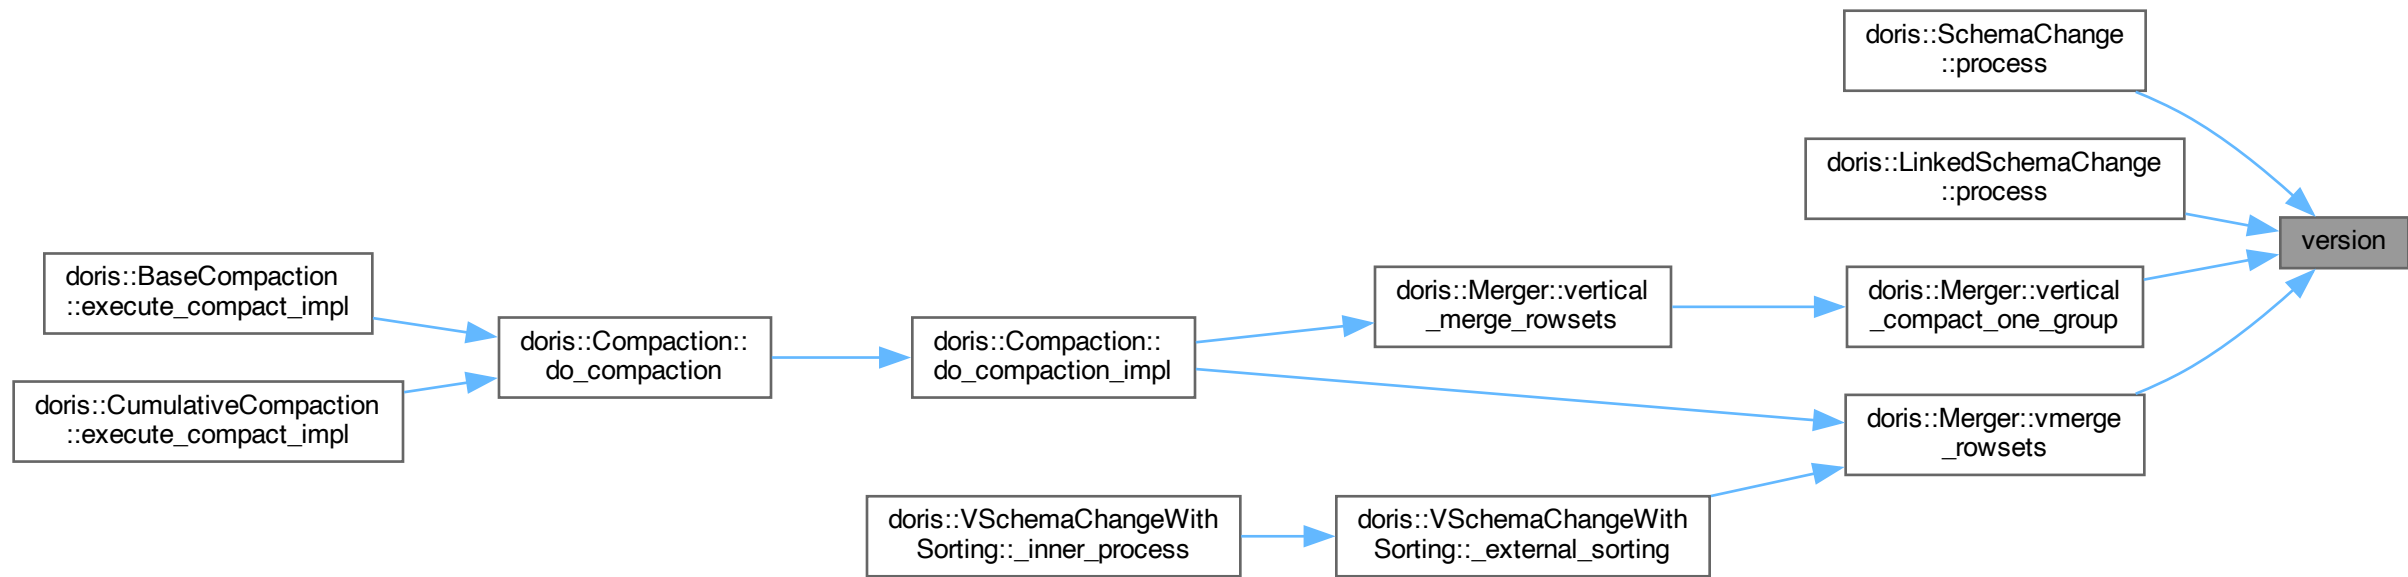 doris::SchemaChange
::process
doris::LinkedSchemaChange
::process
version
doris::BaseCompaction
::execute_compact_impl
doris::Merger::vertical
_merge_rowsets
doris::Merger::vertical
_compact_one_group
doris::Compaction::
do_compaction
doris::Compaction::
do_compaction_impl
doris::CumulativeCompaction
::execute_compact_impl
doris::Merger::vmerge
_rowsets
doris::VSchemaChangeWith
Sorting::_inner_process
doris::VSchemaChangeWith
Sorting::_external_sorting